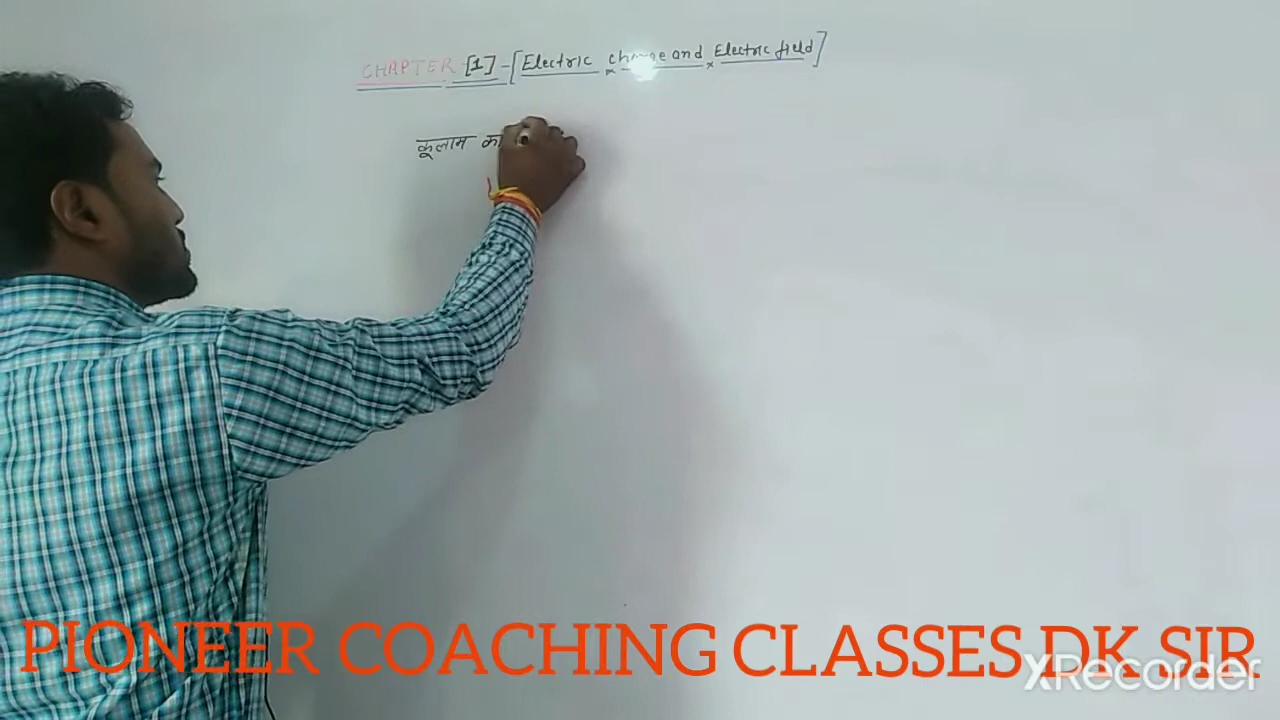 CHAPTER [1] - [Electric charge and Electric field]
कूलाम का
PIONEER COACHING CLASSES DK SIR
XRecorder